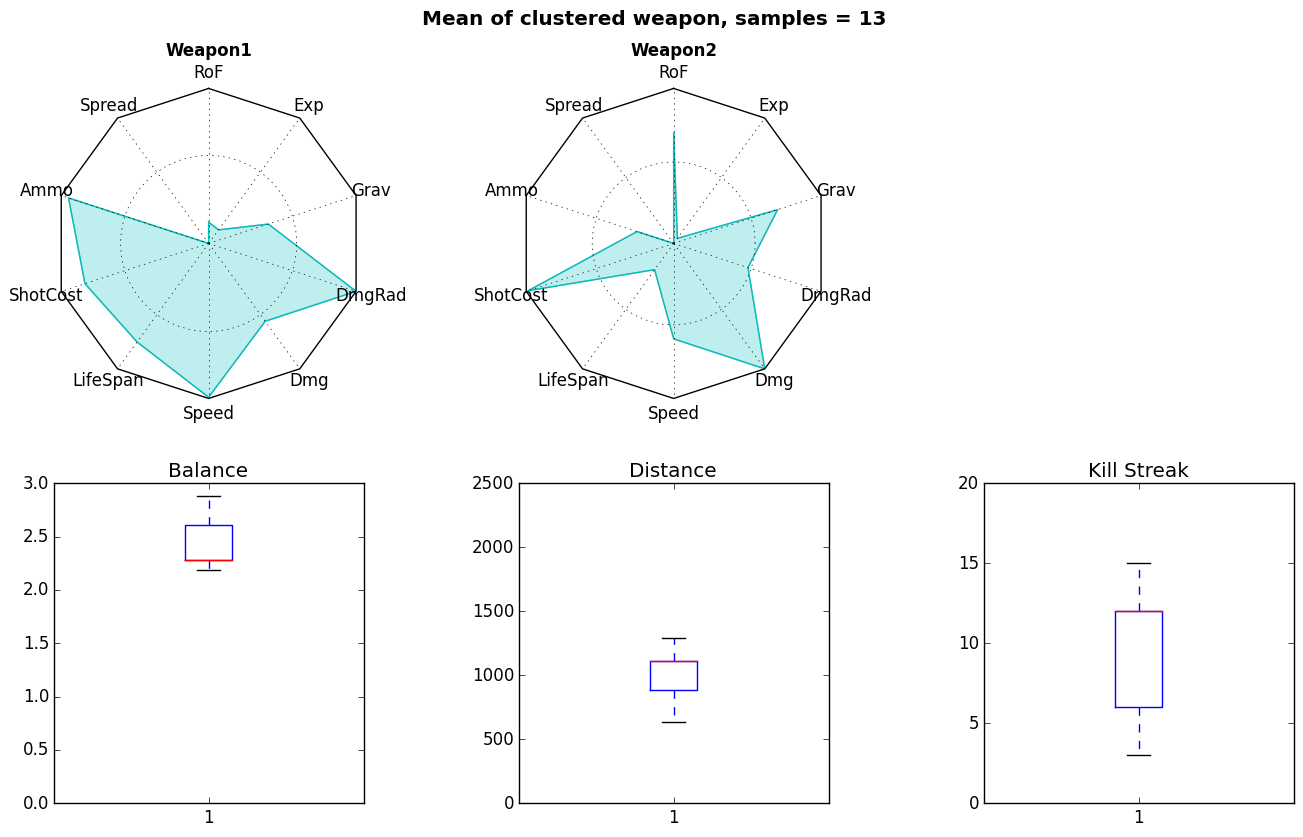 Mean of clustered weapon, samples = 13
Weapon1
RoF
Spread
Exp
Ammo
Grav
ShotCost
DmgRad
LifeSpan
Dmg
Speed
Weapon2
RoF
Spread
Exp
Ammo
Grav
ShotCost
DmgRad
LifeSpan
Dmg
Speed
Balance
3.0
2.5
2.0
1.5
1.0
0.5
0.0
1
Distance
2500
2000
1500
1000
500
0
1
Kill Streak
20
15
10
5
0
1